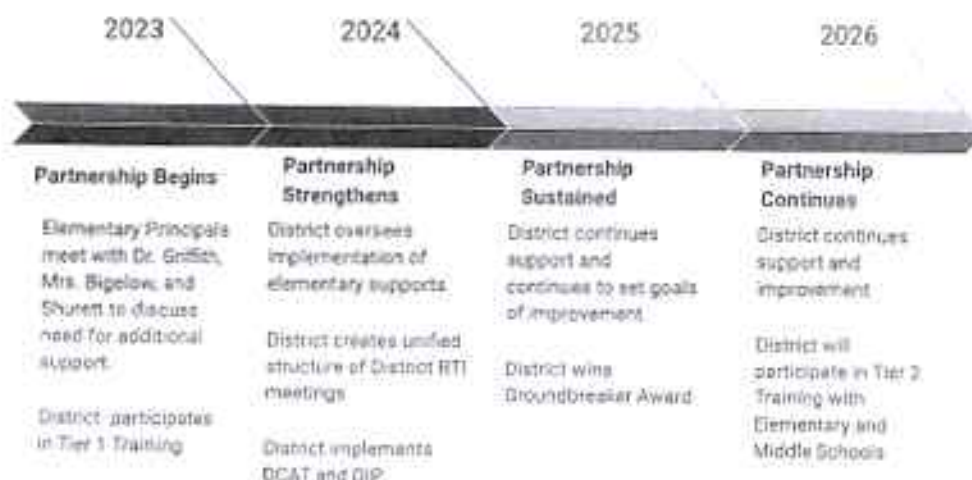 2023
2024
2025
2026
Partnership Begins
Elementary Principals
meet with Dr. Griffith,
Mrs. Bigelow, and
Shurett to discuss
need for additional
support.
District participates
in Tier 1 Training
Partnership
Strengthens
District oversees
implementation of
elementary supports
District creates unified
structure of District RTI
meetings
District implements
DCAT and DIP
Partnership
Sustained
District continues
support and
continues to set goals
of improvement
District wins
Groundbreaker Award
Partnership
Continues
District continues
support and
improvement
District will
participate in Tier 2
Training with
Elementary and
Middle Schools